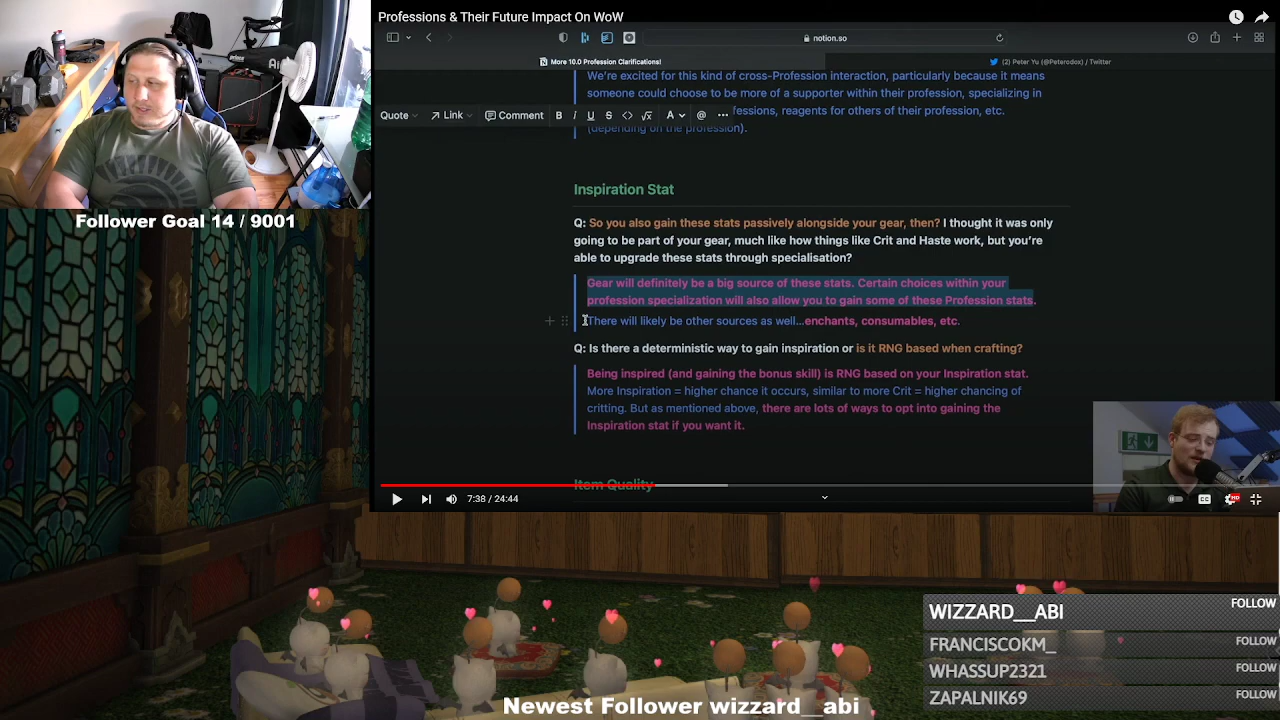 Professions & Their Future Impact On WoW
notion.so
More 10.0 Profession Clarifications!
(2) Peter Yu (@Peterodox) / Twitter
We're excited for this kind of cross-Profession interaction, particularly because it means
someone could choose to be more of a supporter within their profession, specializing in
Quote Link Comment B I U S <> √x A @ •••
fessions, reagents for others of their profession, etc.
(depending on the profession).
Inspiration Stat
Q: So you also gain these stats passively alongside your gear, then? I thought it was only
going to be part of your gear, much like how things like Crit and Haste work, but you're
able to upgrade these stats through specialisation?
Gear will definitely be a big source of these stats. Certain choices within your
profession specialization will also allow you to gain some of these Profession stats.
There will likely be other sources as well...enchants, consumables, etc.
Q: Is there a deterministic way to gain inspiration or is it RNG based when crafting?
Being inspired (and gaining the bonus skill) is RNG based on your Inspiration stat.
More Inspiration = higher chance it occurs, similar to more Crit = higher chancing of
critting. But as mentioned above, there are lots of ways to opt into gaining the
Inspiration stat if you want it.
Item Quality
7:38 / 24:44
CC
HD
Follower Goal 14 / 9001
WIZZARD__ABI FOLLOW
FRANCISCOKM_ FOLLOW
WHASSUP2321 FOLLOW
ZAPALNIK69 FOLLOW
Newest Follower wizzard__abi